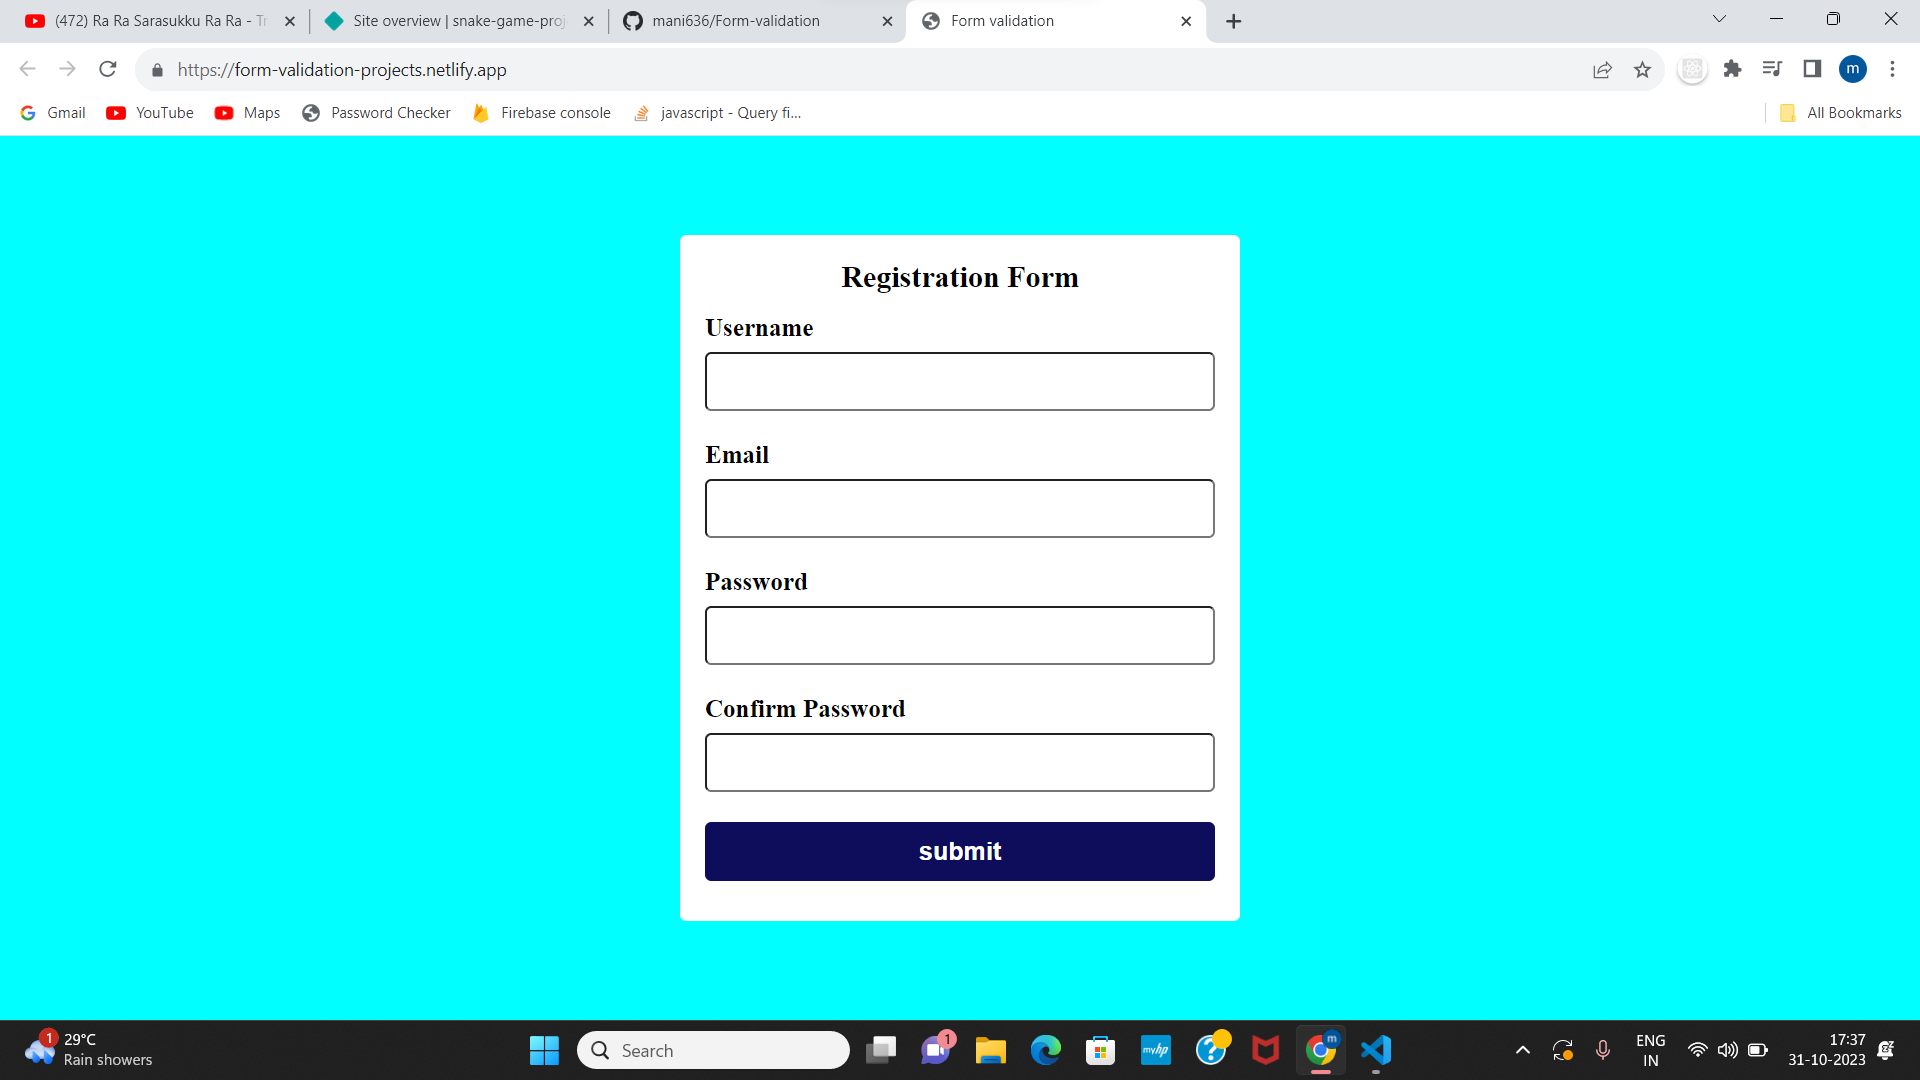 (472) Ra Ra Sarasukku Ra Ra - Tr
Site overview | snake-game-proj
mani636/Form-validation
Form validation
https://form-validation-projects.netlify.app
m
Gmail
YouTube
Maps
Password Checker
Firebase console
javascript - Query fi...
All Bookmarks
Registration Form
Username
Email
Password
Confirm Password
submit
1
29°C
Rain showers
Search
1
myhp
?
m
ENG
IN
17:37
31-10-2023